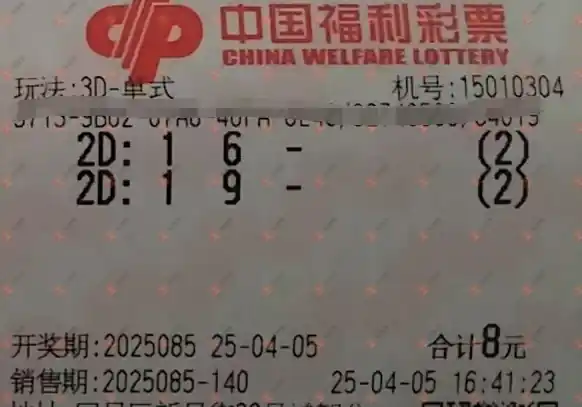 中国福利彩票
CHINA WELFARE LOTTERY
玩法:3D-单式 机号:15010304
2D: 1 6 - (2)
2D: 1 9 - (2)
开奖期:2025085 25-04-05 合计8元
销售期:2025085-140 25-04-05 16:41:23